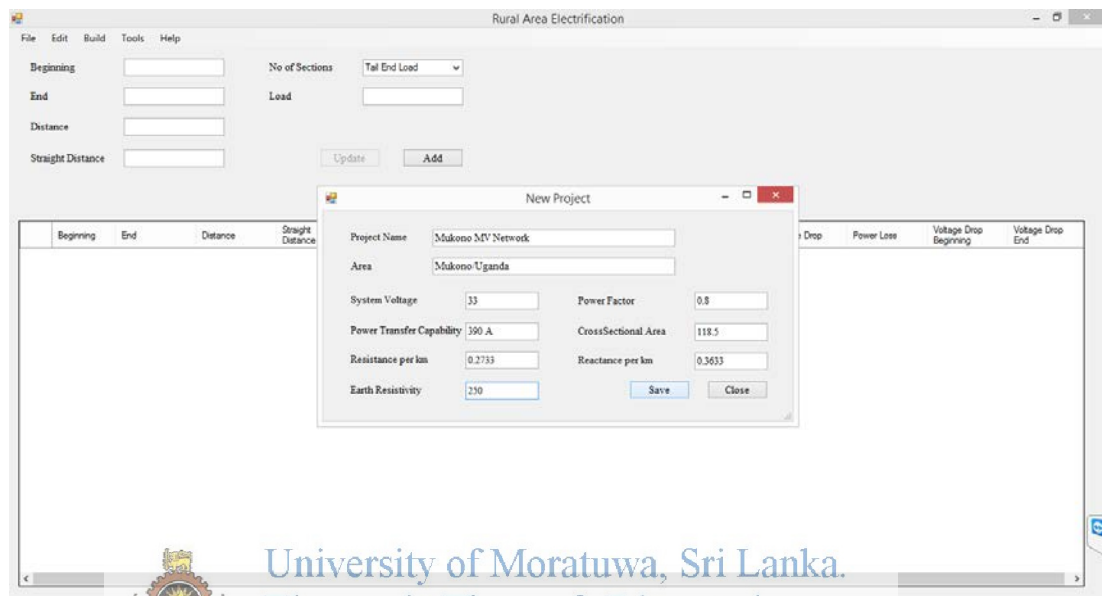 Rural Area Electrification
File Edit Build Tools Help
Beginning No of Sections Tail End Load
End Load
Distance
Straight Distance Update Add
New Project
Beginning End Distance Straight Distance Drop Power Loss Voltage Drop Beginning Voltage Drop End
Project Name Mukono MV Network
Area Mukono/Uganda
System Voltage 33 Power Factor 0.8
Power Transfer Capability 390 A CrossSectional Area 118.5
Resistance per km 0.2733 Reactance per km 0.3633
Earth Resistivity 250 Save Close
University of Moratuwa, Sri Lanka.